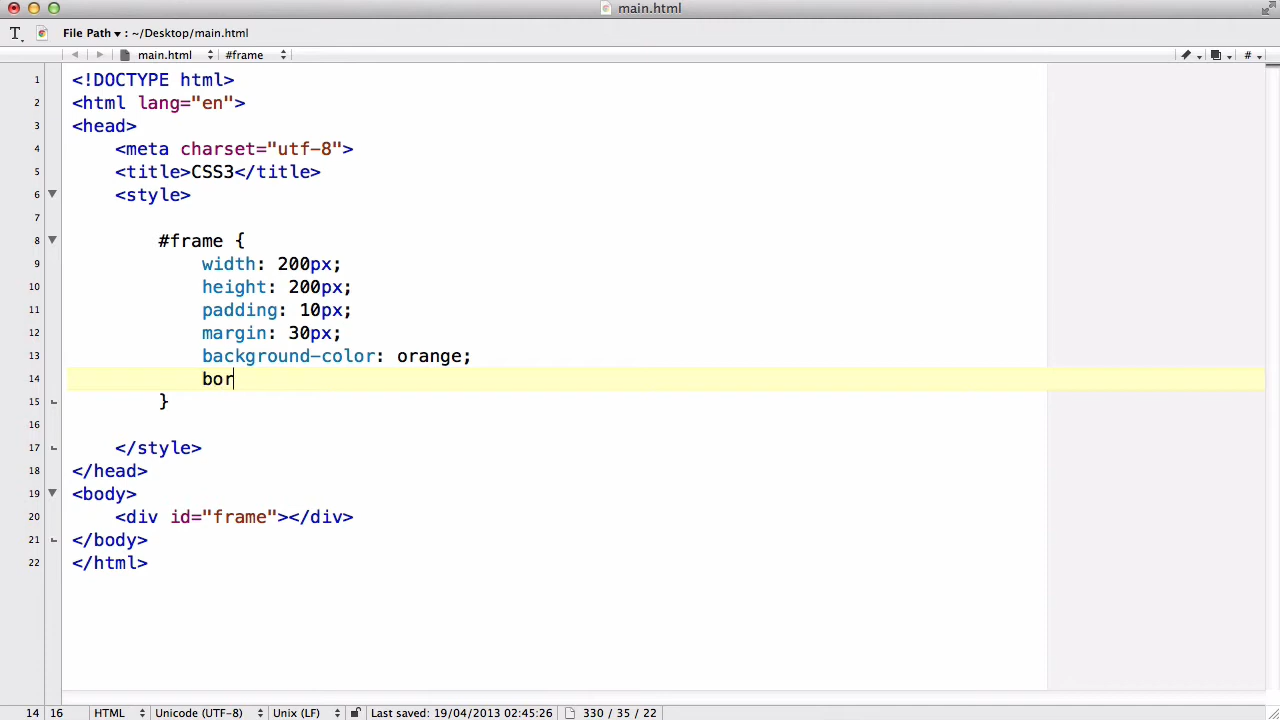 main.html
File Path ▾ : ~/Desktop/main.html
main.html #frame #
1 <!DOCTYPE html>
2 <html lang="en">
3 <head>
4 <meta charset="utf-8">
5 <title>CSS3</title>
6 <style>
7
8 #frame {
9 width: 200px;
10 height: 200px;
11 padding: 10px;
12 margin: 30px;
13 background-color: orange;
14 bor
15 }
16
17 </style>
18 </head>
19 <body>
20 <div id="frame"></div>
21 </body>
22 </html>
14 16 HTML Unicode (UTF-8) Unix (LF) Last saved: 19/04/2013 02:45:26 330 / 35 / 22